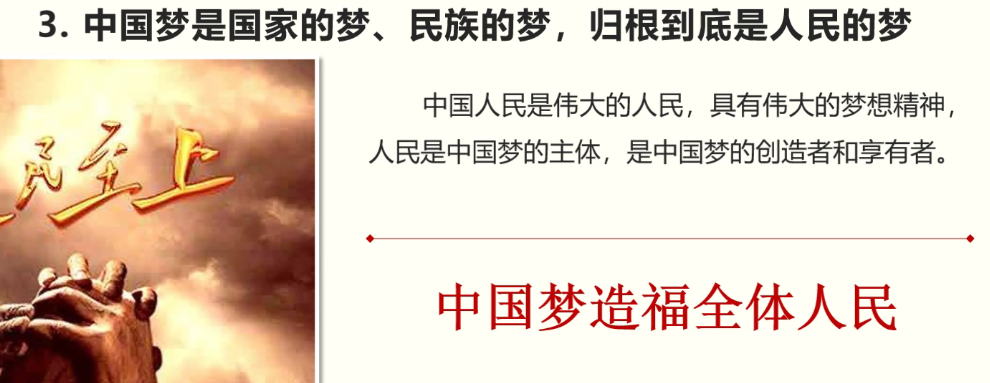 3. 中国梦是国家的梦、民族的梦，归根到底是人民的梦
民至上
中国人民是伟大的人民，具有伟大的梦想精神，
人民是中国梦的主体，是中国梦的创造者和享有者。
中国梦造福全体人民